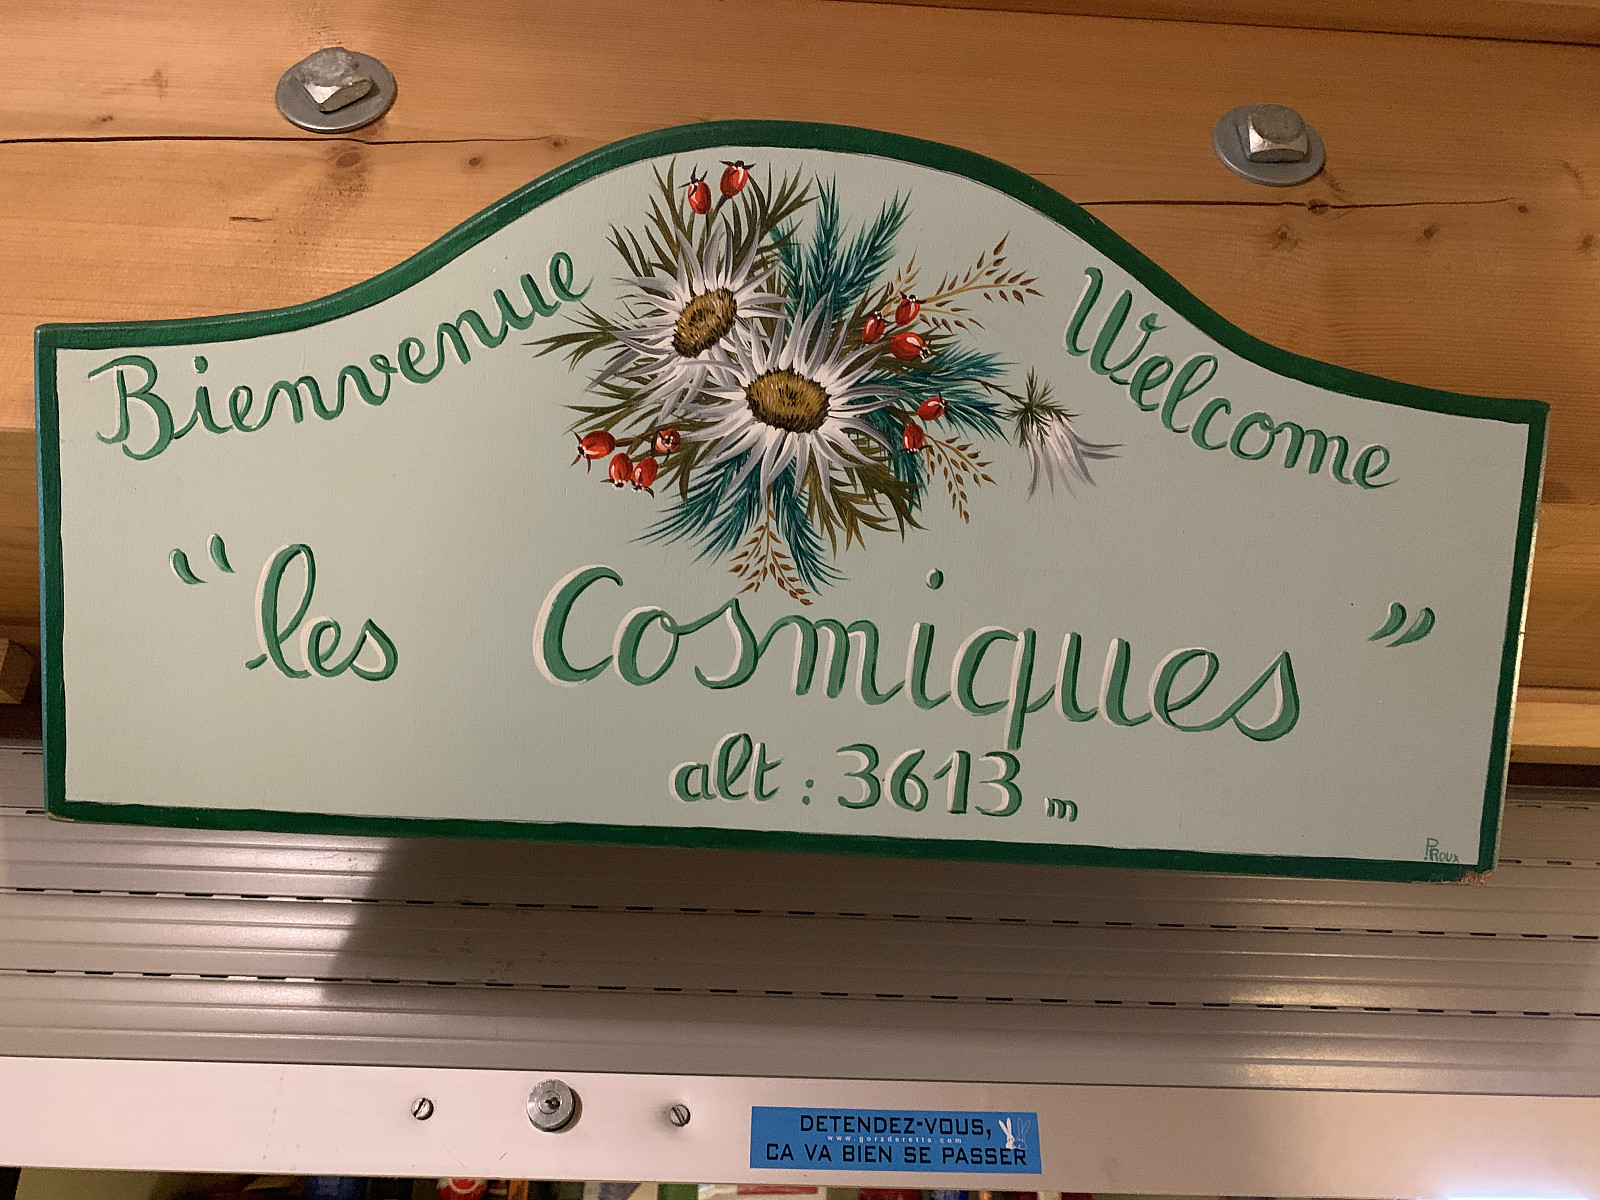 Bienvenue Welcome
"les Cosmiques"
alt : 3613 m
P. ROUX
DETENDEZ-VOUS,
www.gorzderette.com
CA VA BIEN SE PASSER